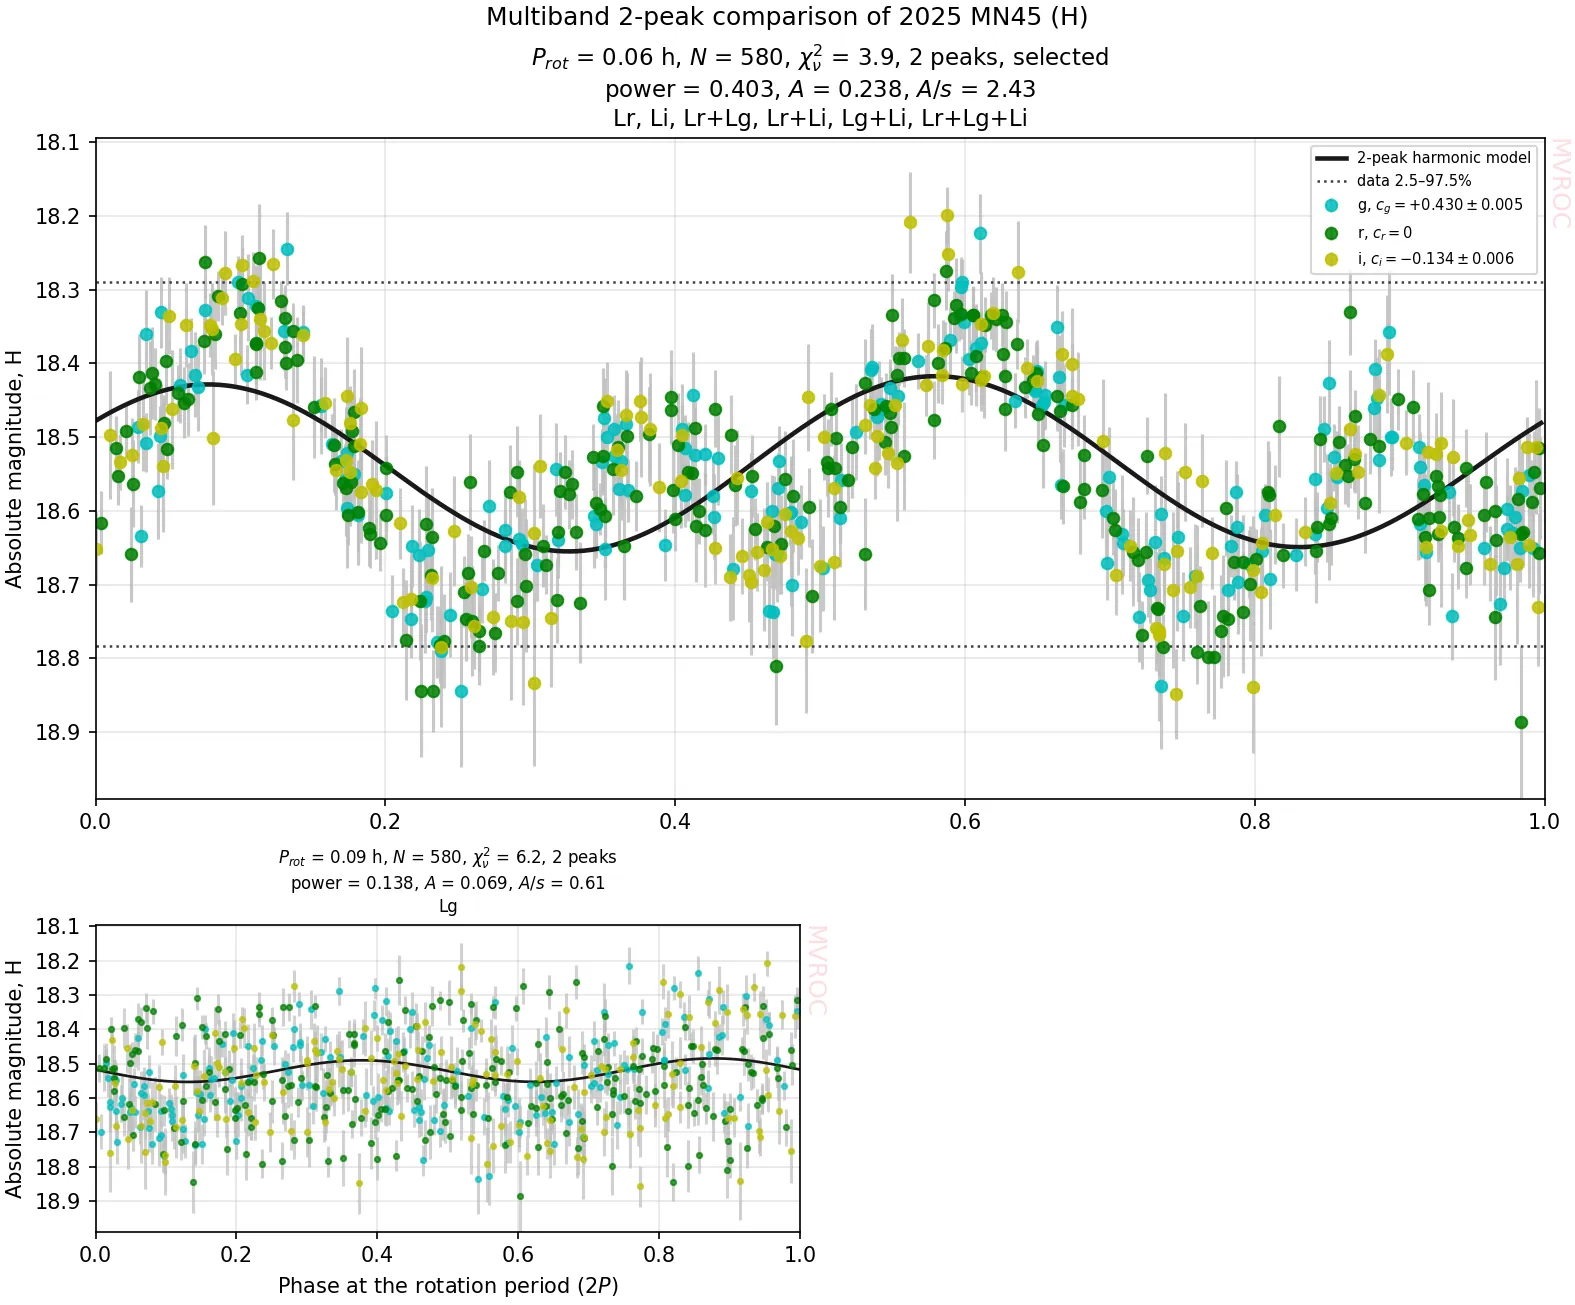 Multiband 2-peak comparison of 2025 MN45 (H)
P_rot = 0.06 h, N = 580, χ²_ν = 3.9, 2 peaks, selected
power = 0.403, A = 0.238, A/s = 2.43
Lr, Li, Lr+Lg, Lr+Li, Lg+Li, Lr+Lg+Li
2-peak harmonic model
data 2.5–97.5%
g, c_g = +0.430 ± 0.005
r, c_r = 0
i, c_i = −0.134 ± 0.006
MVROC
Absolute magnitude, H
18.1
18.2
18.3
18.4
18.5
18.6
18.7
18.8
18.9
0.0 0.2 0.4 0.6 0.8 1.0
P_rot = 0.09 h, N = 580, χ²_ν = 6.2, 2 peaks
power = 0.138, A = 0.069, A/s = 0.61
Lg
MVROC
Absolute magnitude, H
18.1
18.2
18.3
18.4
18.5
18.6
18.7
18.8
18.9
0.0 0.2 0.4 0.6 0.8 1.0
Phase at the rotation period (2P)